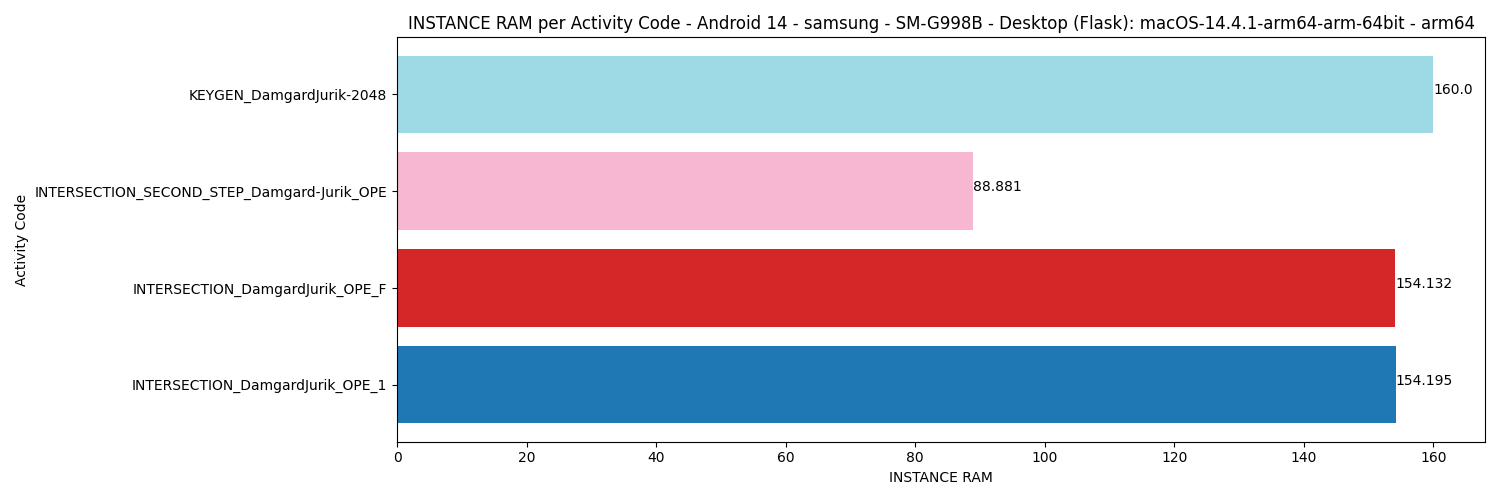 INSTANCE RAM per Activity Code - Android 14 - samsung - SM-G998B - Desktop (Flask): macOS-14.4.1-arm64-arm-64bit - arm64
KEYGEN_DamgardJurik-2048
160.0
INTERSECTION_SECOND_STEP_Damgard-Jurik_OPE
88.881
Activity Code
INTERSECTION_DamgardJurik_OPE_F
154.132
INTERSECTION_DamgardJurik_OPE_1
154.195
0 20 40 60 80 100 120 140 160
INSTANCE RAM